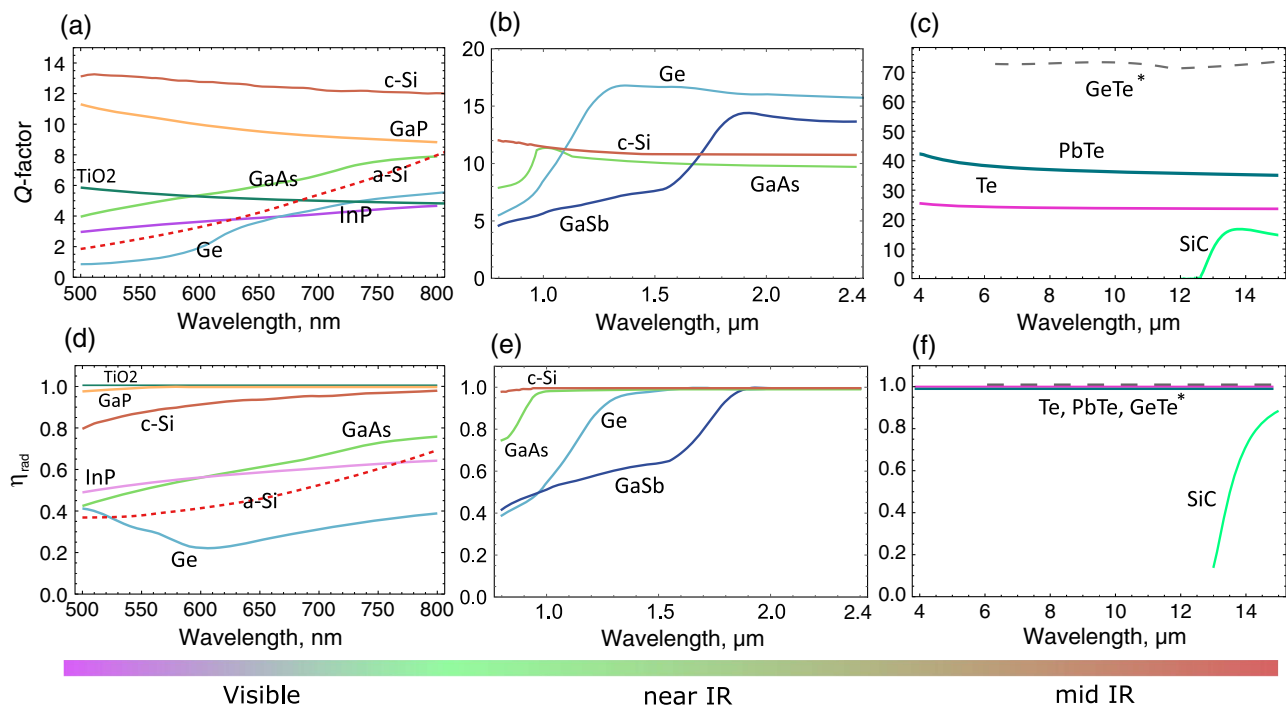 (a)
Q-factor
14
12
10
8
6
4
2
0
c-Si
GaP
TiO2
GaAs
a-Si
InP
Ge
500 550 600 650 700 750 800
Wavelength, nm
(b)
20
15
10
5
0
Ge
c-Si
GaAs
GaSb
1.0 1.5 2.0 2.4
Wavelength, µm
(c)
70
60
50
40
30
20
10
0
GeTe*
PbTe
Te
SiC
4 6 8 10 12 14
Wavelength, µm
(d)
ηrad
1.0
0.8
0.6
0.4
0.2
0.0
TiO2
GaP
c-Si
GaAs
InP
a-Si
Ge
500 550 600 650 700 750 800
Wavelength, nm
(e)
1.0
0.8
0.6
0.4
0.2
0.0
c-Si
GaAs
Ge
GaSb
1.0 1.5 2.0 2.4
Wavelength, µm
(f)
1.0
0.8
0.6
0.4
0.2
0.0
Te, PbTe, GeTe*
SiC
4 6 8 10 12 14
Wavelength, µm
Visible near IR mid IR